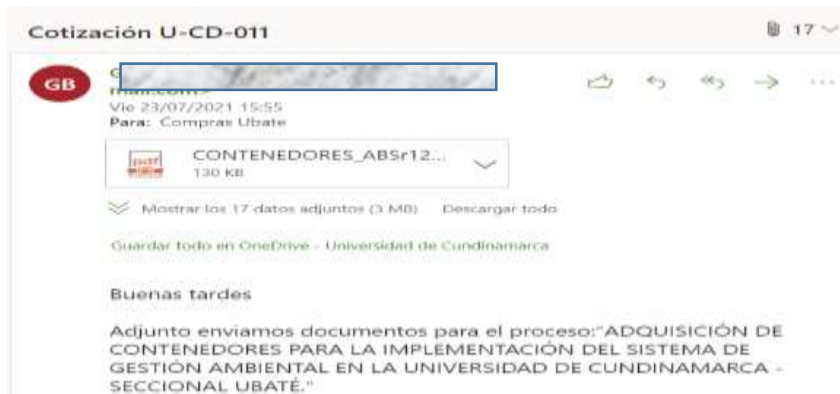 Cotización U-CD-011
17
GB
mail.com>
Vie 23/07/2021 15:55
Para: Compras Ubate
CONTENEDORES_ABSr12...
130 KB
Mostrar los 17 datos adjuntos (3 MB) Descargar todo
Guardar todo en OneDrive - Universidad de Cundinamarca
Buenas tardes
Adjunto enviamos documentos para el proceso:"ADQUISICIÓN DE
CONTENEDORES PARA LA IMPLEMENTACIÓN DEL SISTEMA DE
GESTIÓN AMBIENTAL EN LA UNIVERSIDAD DE CUNDINAMARCA -
SECCIONAL UBATÉ."